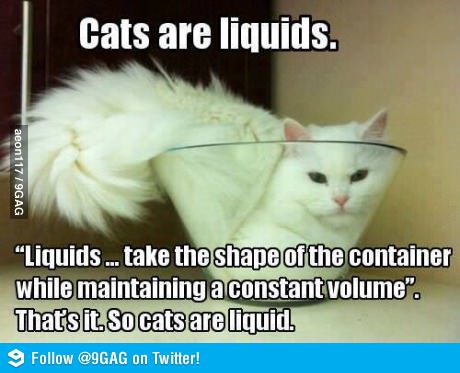 Cats are liquids.
aeon117 / 9GAG
“Liquids ... take the shape of the container
while maintaining a constant volume”.
That's it. So cats are liquid.
Follow @9GAG on Twitter!